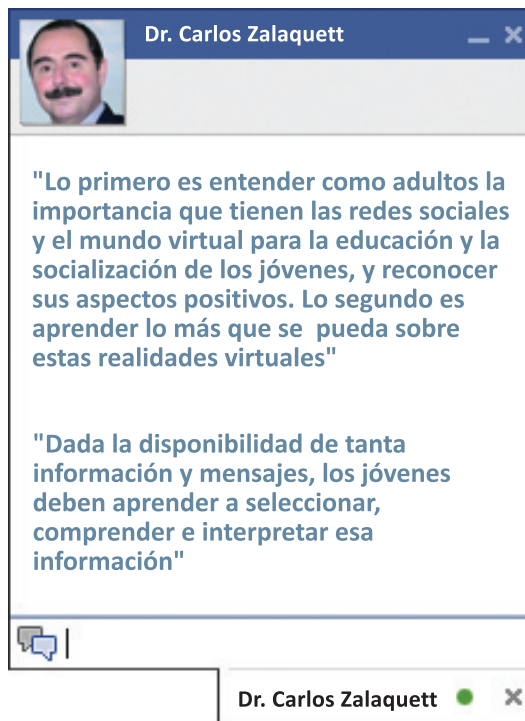 Dr. Carlos Zalaquett
"Lo primero es entender como adultos la
importancia que tienen las redes sociales
y el mundo virtual para la educación y la
socialización de los jóvenes, y reconocer
sus aspectos positivos. Lo segundo es
aprender lo más que se pueda sobre
estas realidades virtuales"
"Dada la disponibilidad de tanta
información y mensajes, los jóvenes
deben aprender a seleccionar,
comprender e interpretar esa
información"
Dr. Carlos Zalaquett